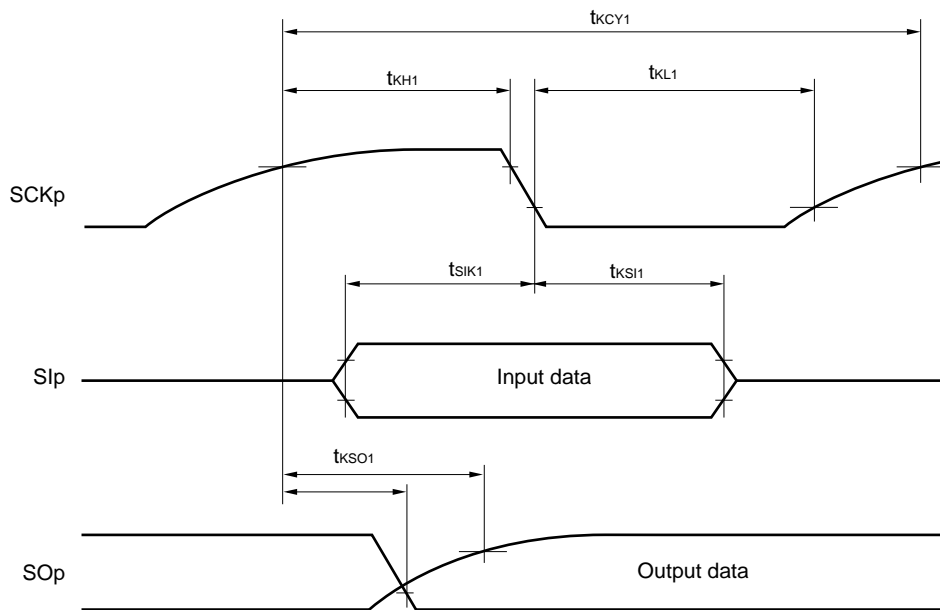 tKCY1
tKH1
tKL1
SCKp
tSIK1
tKSI1
SIp
Input data
tKSO1
SOp
Output data